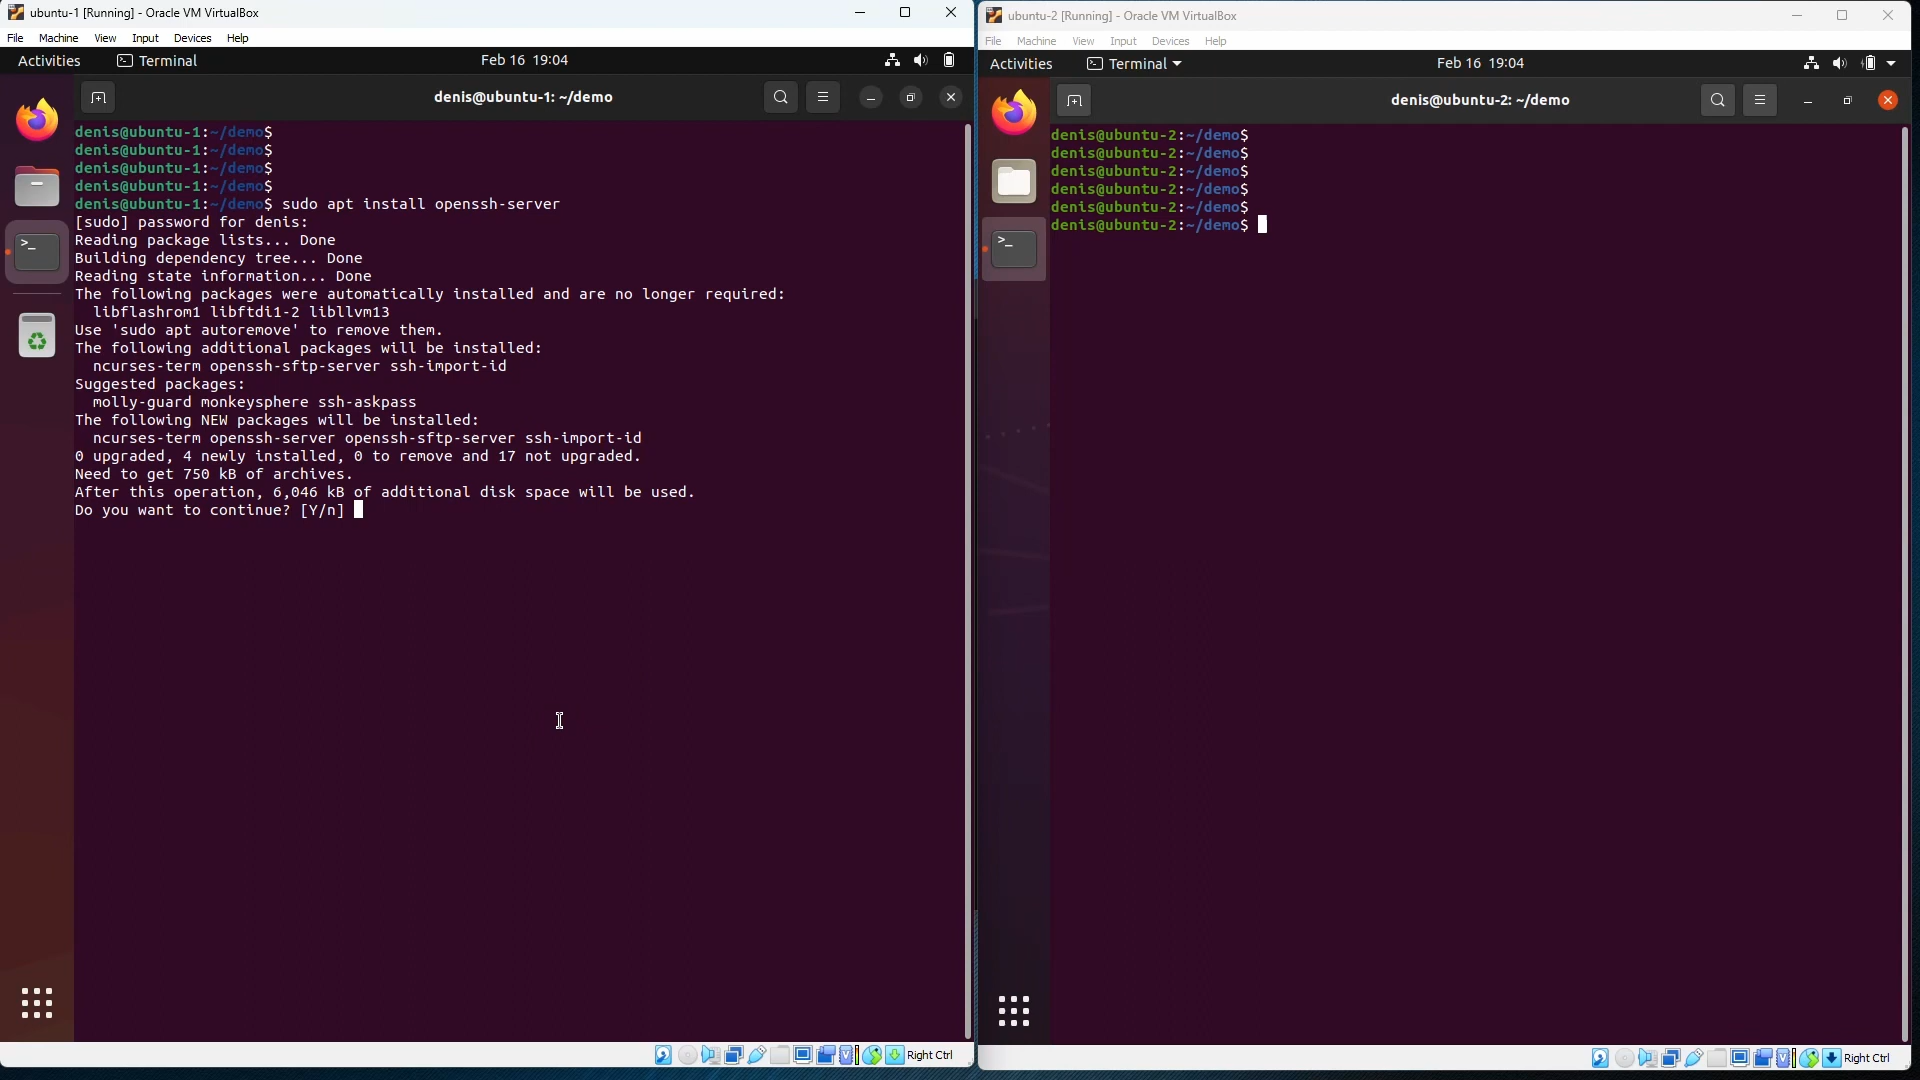 ubuntu-1 [Running] - Oracle VM VirtualBox
File Machine View Input Devices Help
Activities Terminal Feb 16 19:04
denis@ubuntu-1: ~/demo
denis@ubuntu-1:~/demo$
denis@ubuntu-1:~/demo$
denis@ubuntu-1:~/demo$
denis@ubuntu-1:~/demo$
denis@ubuntu-1:~/demo$ sudo apt install openssh-server
[sudo] password for denis:
Reading package lists... Done
Building dependency tree... Done
Reading state information... Done
The following packages were automatically installed and are no longer required:
libflashrom1 libftdi1-2 libllvm13
Use 'sudo apt autoremove' to remove them.
The following additional packages will be installed:
ncurses-term openssh-sftp-server ssh-import-id
Suggested packages:
molly-guard monkeysphere ssh-askpass
The following NEW packages will be installed:
ncurses-term openssh-server openssh-sftp-server ssh-import-id
0 upgraded, 4 newly installed, 0 to remove and 17 not upgraded.
Need to get 750 kB of archives.
After this operation, 6,046 kB of additional disk space will be used.
Do you want to continue? [Y/n]
Right Ctrl
ubuntu-2 [Running] - Oracle VM VirtualBox
File Machine View Input Devices Help
Activities Terminal Feb 16 19:04
denis@ubuntu-2: ~/demo
denis@ubuntu-2:~/demo$
denis@ubuntu-2:~/demo$
denis@ubuntu-2:~/demo$
denis@ubuntu-2:~/demo$
denis@ubuntu-2:~/demo$
denis@ubuntu-2:~/demo$
Right Ctrl